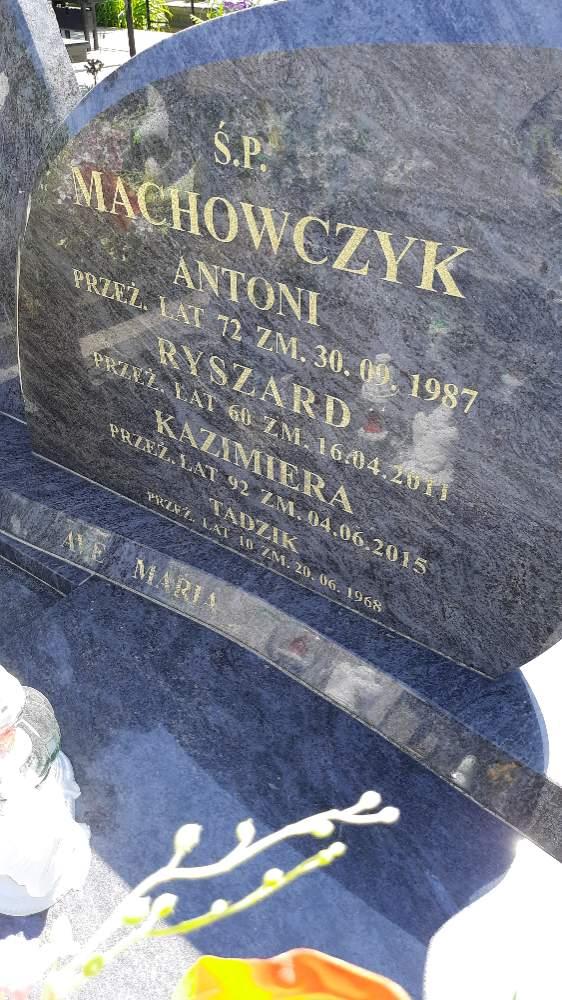 Ś.P.
MACHOWCZYK
ANTONI
PRZEŻ. LAT 72 ZM. 30. 09. 1987
RYSZARD
PRZEŻ. LAT 60 ZM. 16.04.2011
KAZIMIERA
PRZEŻ. LAT 92 ZM. 04.06.2015
TADZIK
PRZEŻ. LAT 10 ZM. 20. 06. 1968
AVE MARIA